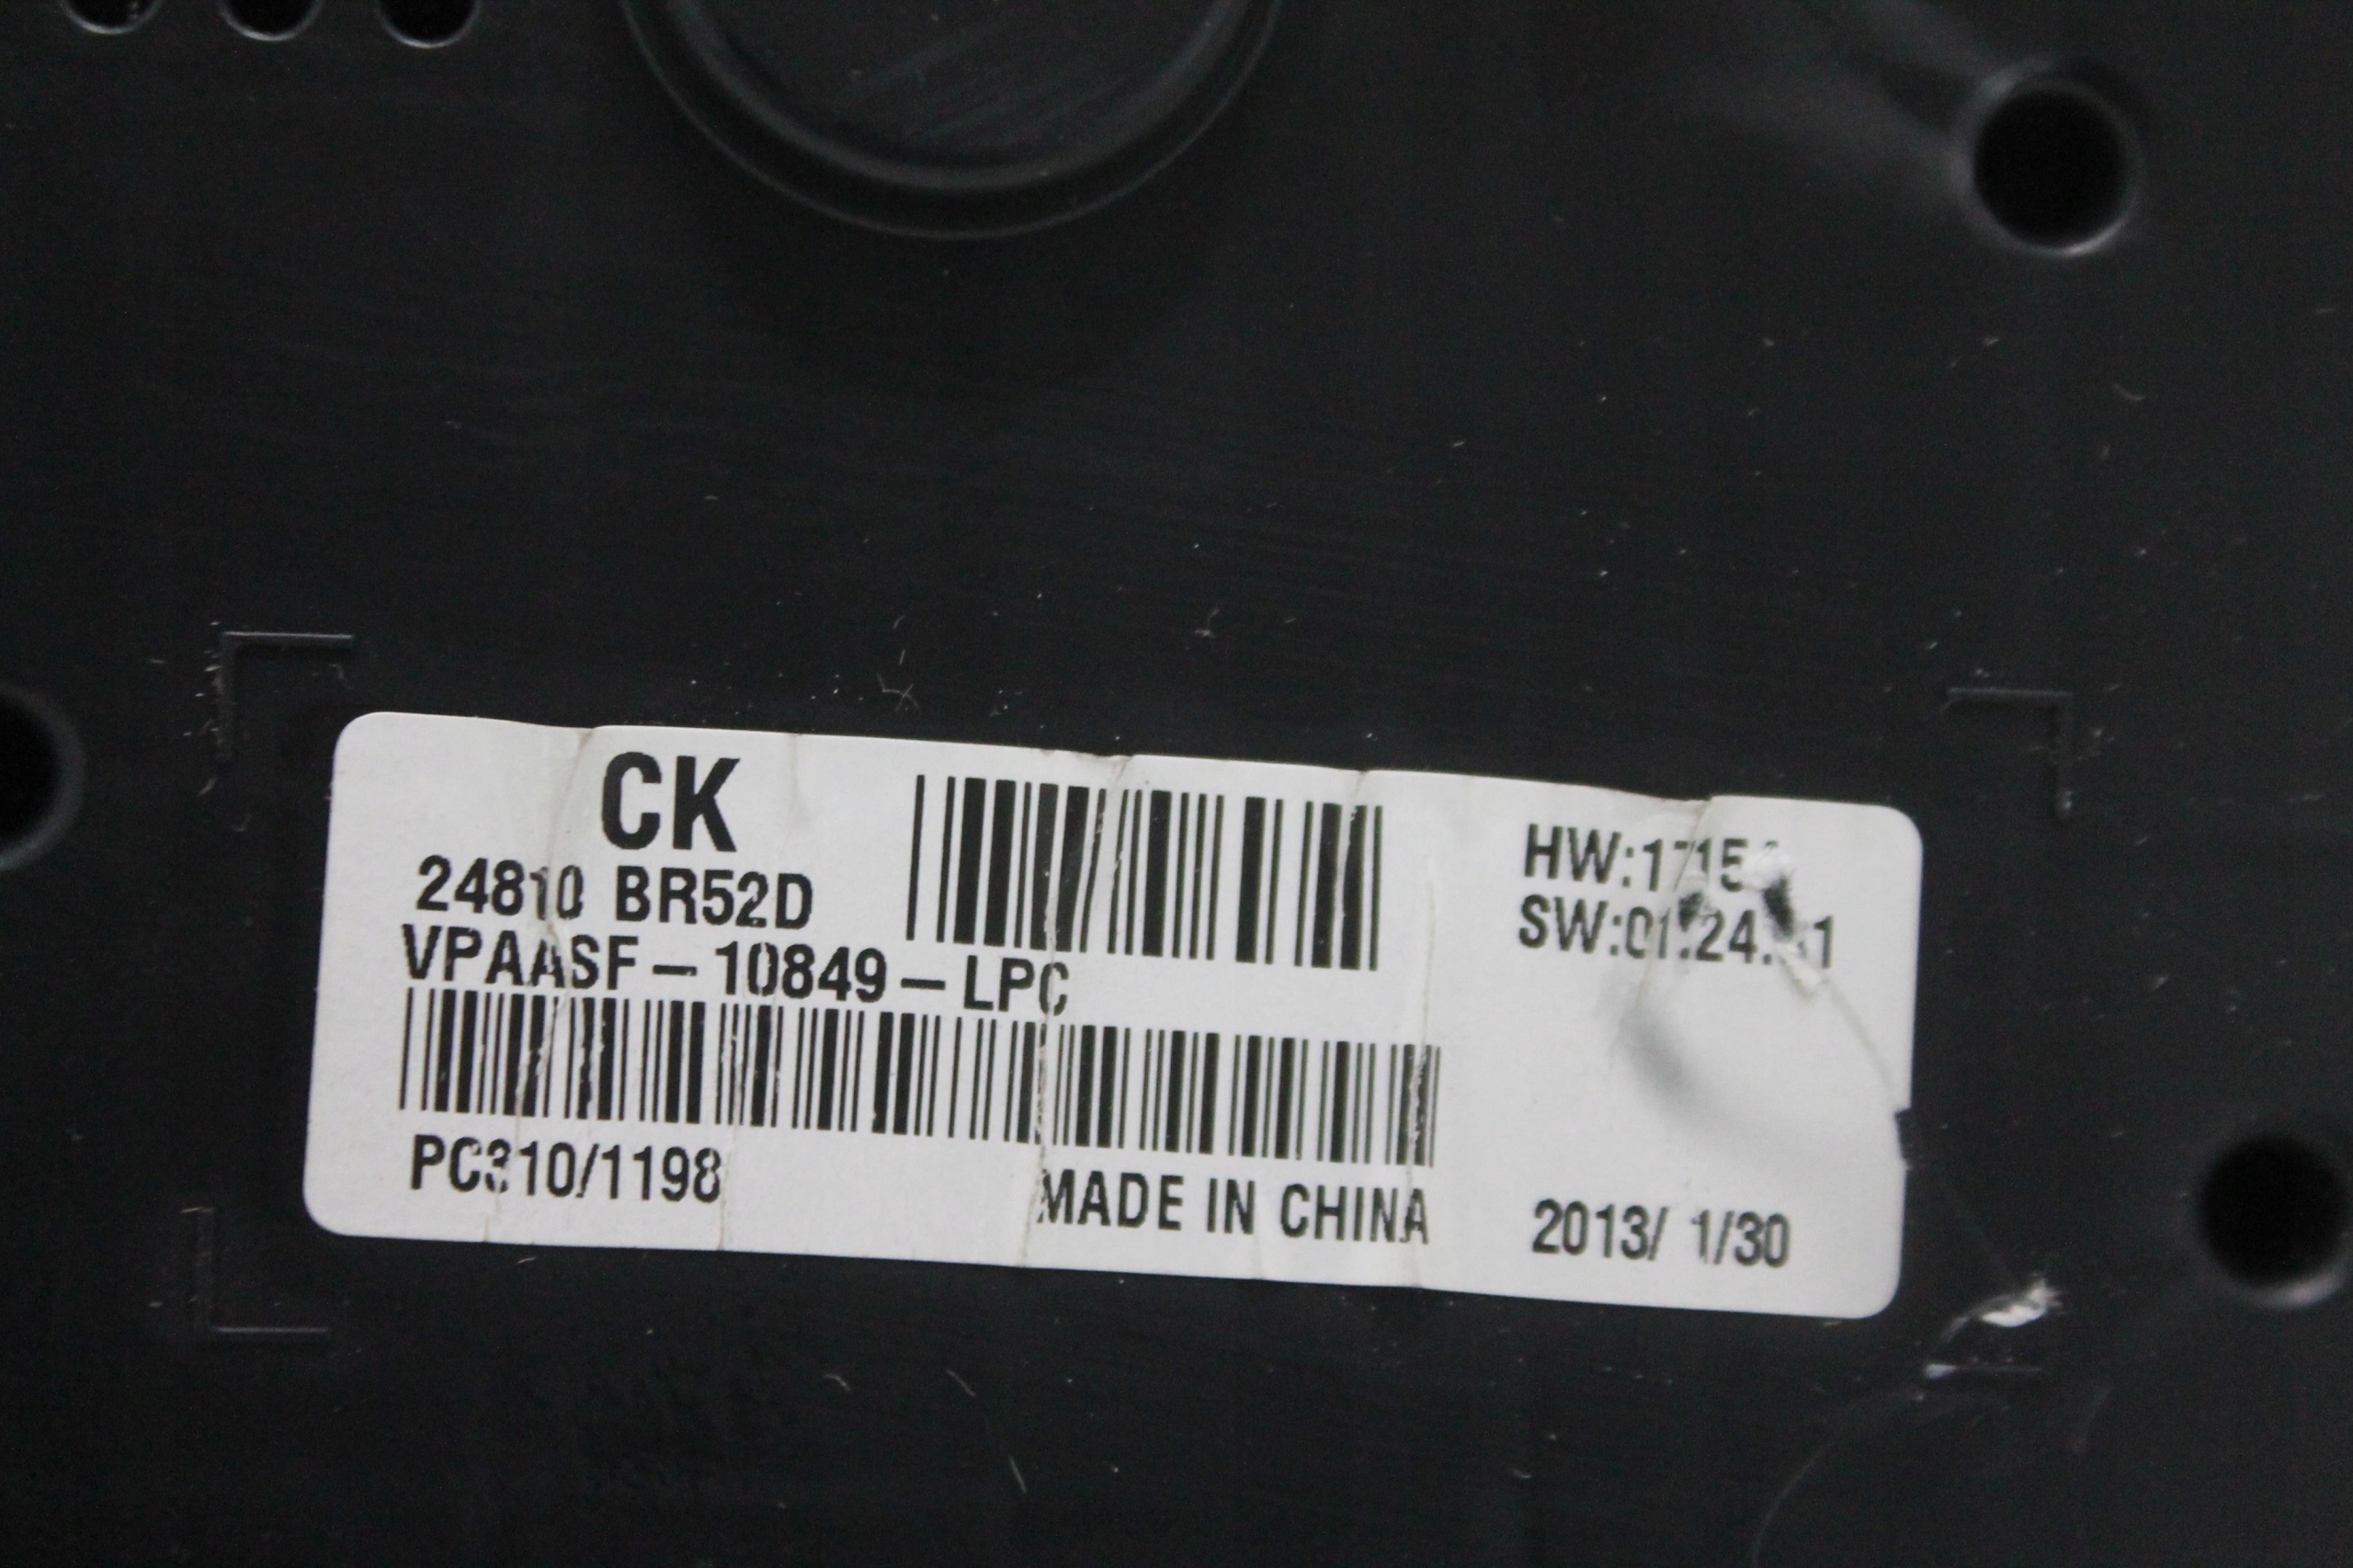 CK
24810 BR52D
VPAASF-10849-LPC
PC310/1198
MADE IN CHINA
2013/ 1/30